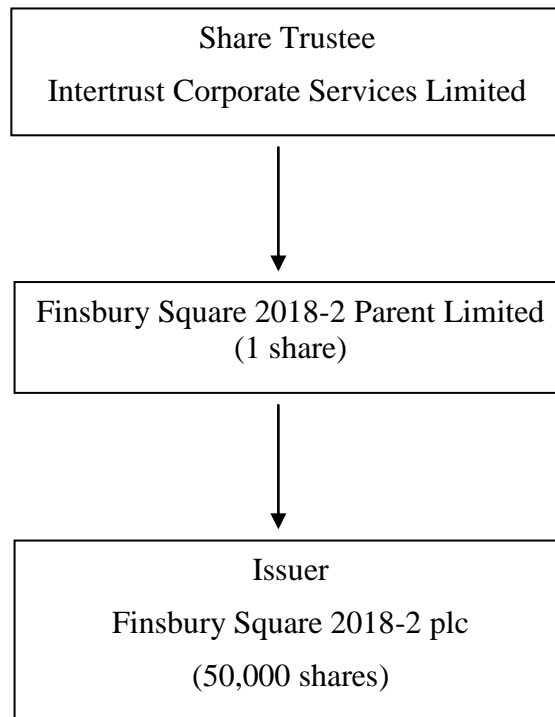 Share Trustee
Intertrust Corporate Services Limited
Finsbury Square 2018-2 Parent Limited
(1 share)
Issuer
Finsbury Square 2018-2 plc
(50,000 shares)